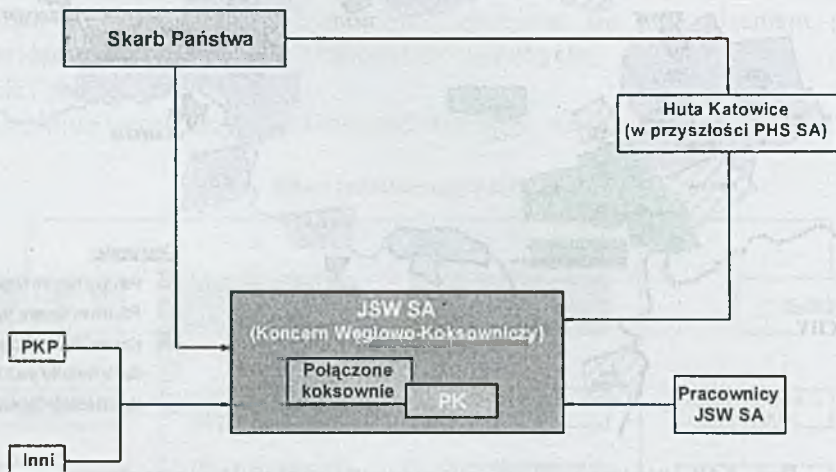 Skarb Państwa
Huta Katowice
(w przyszłości PHS SA)
JSW SA
(Koncern Węglowo-Koksowniczy)
PKP
Połączone
koksownie
PK
Pracownicy
JSW SA
Inni